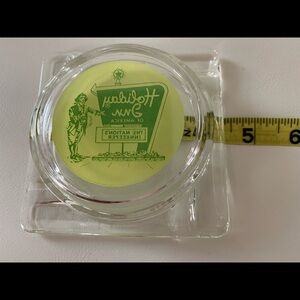 Holiday
Inn
OF AMERICA
THE NATION'S
INNKEEPER
5
6